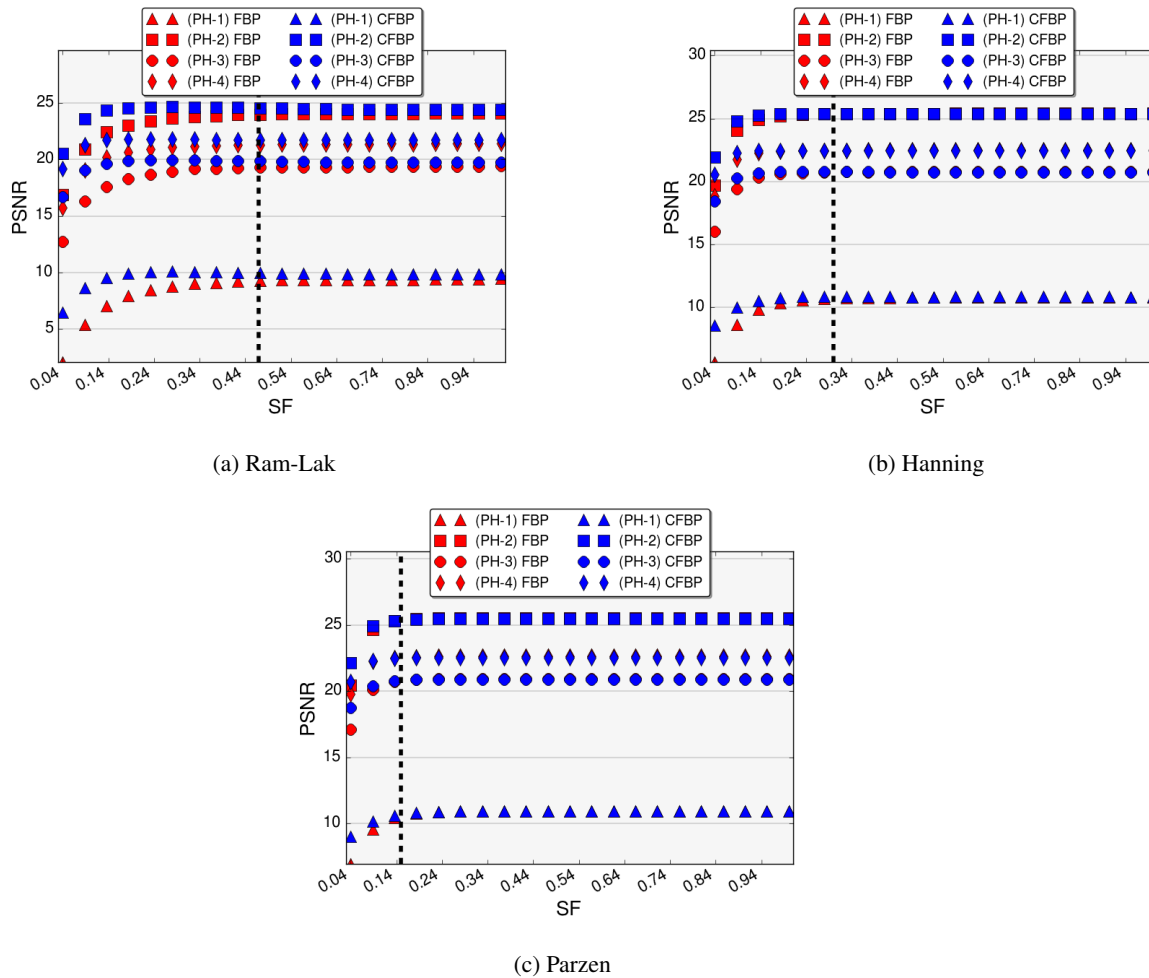 (PH-1) FBP (PH-1) CFBP
(PH-2) FBP (PH-2) CFBP
(PH-3) FBP (PH-3) CFBP
(PH-4) FBP (PH-4) CFBP
25
20
15
10
5
PSNR
0.04 0.14 0.24 0.34 0.44 0.54 0.64 0.74 0.84 0.94
SF
(a) Ram-Lak
(PH-1) FBP (PH-1) CFBP
(PH-2) FBP (PH-2) CFBP
(PH-3) FBP (PH-3) CFBP
(PH-4) FBP (PH-4) CFBP
30
25
20
15
10
PSNR
0.04 0.14 0.24 0.34 0.44 0.54 0.64 0.74 0.84 0.94
SF
(b) Hanning
(PH-1) FBP (PH-1) CFBP
(PH-2) FBP (PH-2) CFBP
(PH-3) FBP (PH-3) CFBP
(PH-4) FBP (PH-4) CFBP
30
25
20
15
10
PSNR
0.04 0.14 0.24 0.34 0.44 0.54 0.64 0.74 0.84 0.94
SF
(c) Parzen